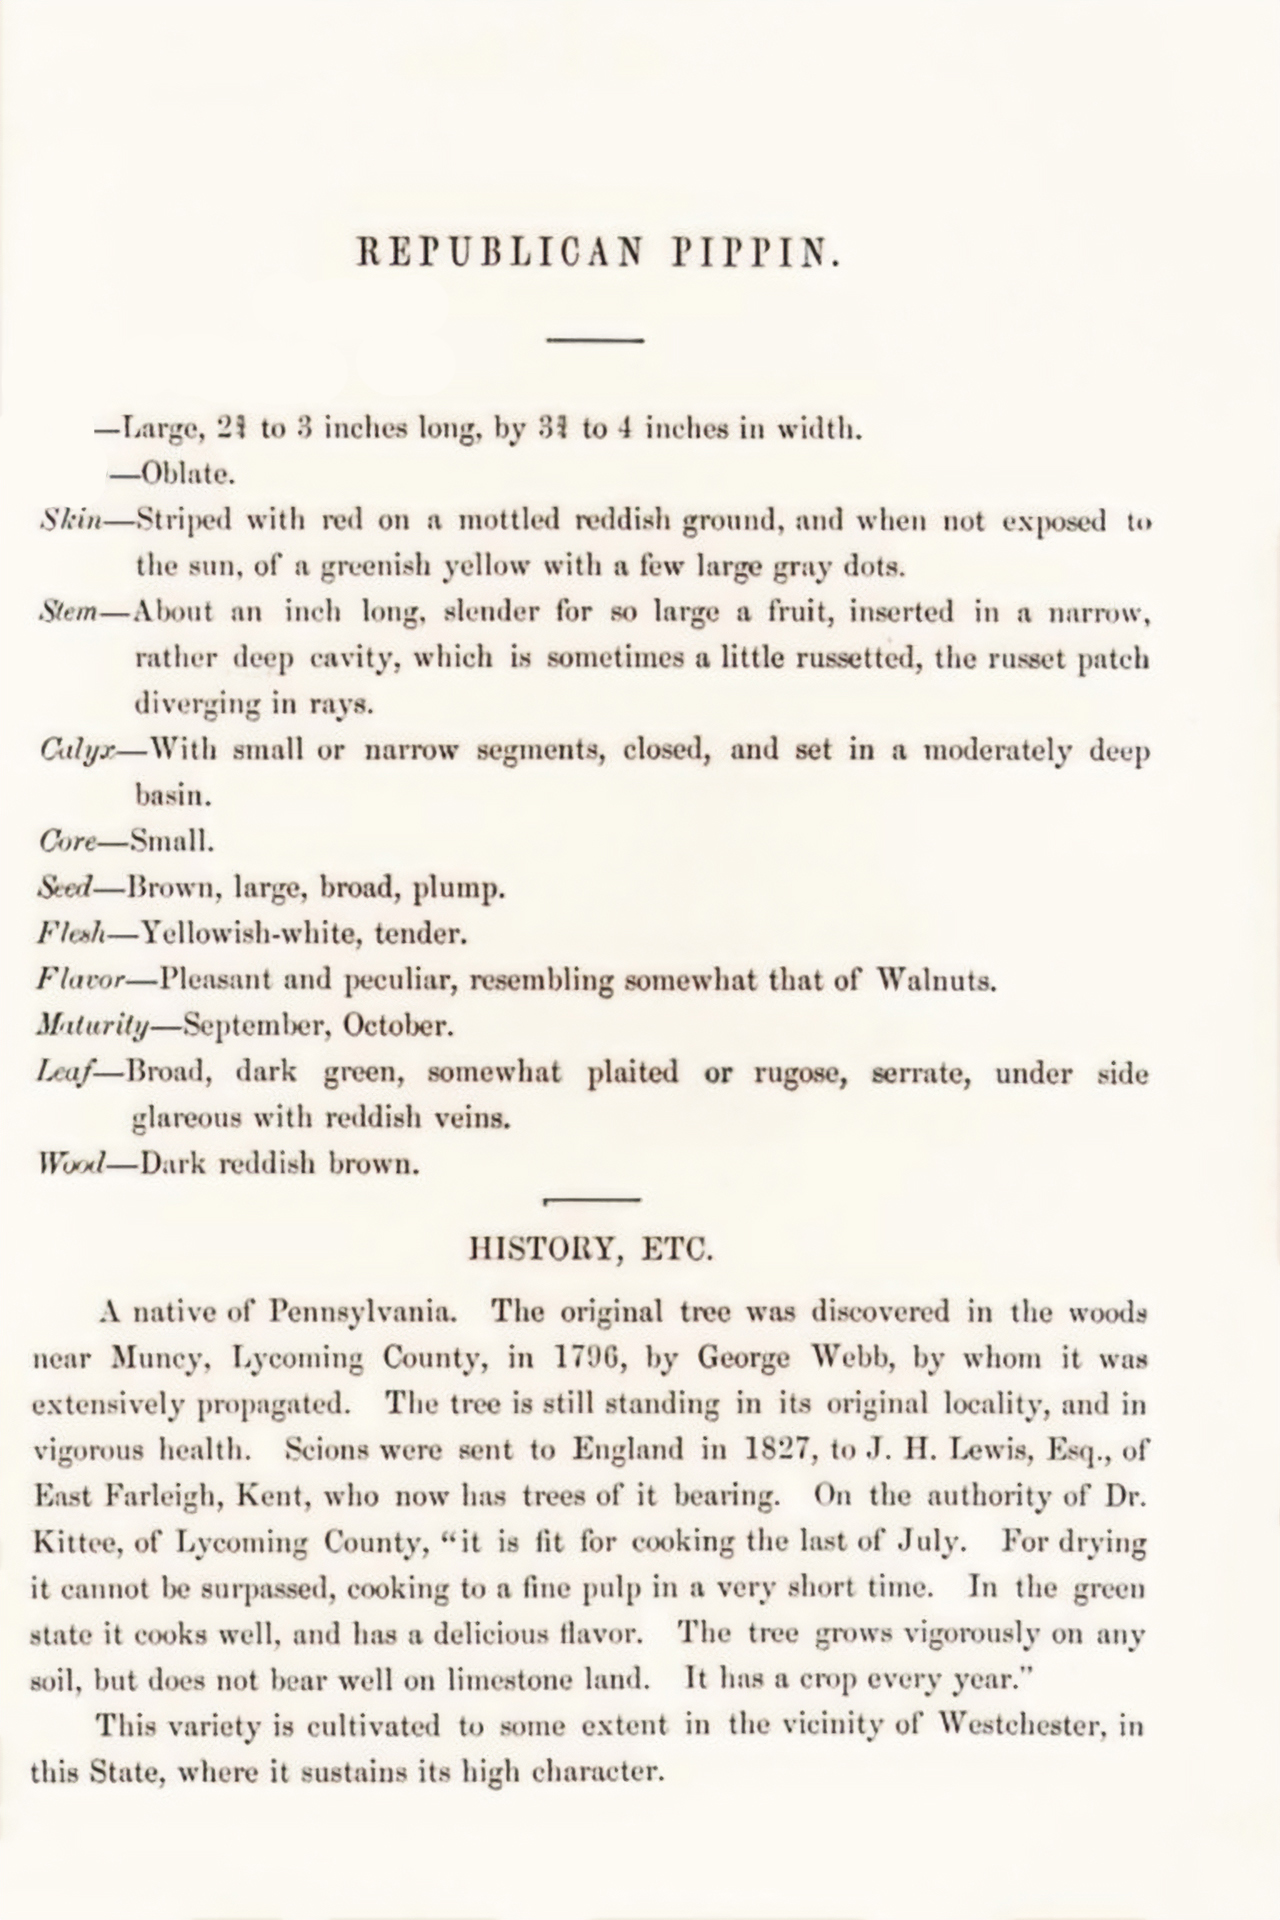 REPUBLICAN PIPPIN.
—Large, 2¾ to 3 inches long, by 3¾ to 4 inches in width.
—Oblate.
Skin—Striped with red on a mottled reddish ground, and when not exposed to
the sun, of a greenish yellow with a few large gray dots.
Stem—About an inch long, slender for so large a fruit, inserted in a narrow,
rather deep cavity, which is sometimes a little russetted, the russet patch
diverging in rays.
Calyx—With small or narrow segments, closed, and set in a moderately deep
basin.
Core—Small.
Seed—Brown, large, broad, plump.
Flesh—Yellowish-white, tender.
Flavor—Pleasant and peculiar, resembling somewhat that of Walnuts.
Maturity—September, October.
Leaf—Broad, dark green, somewhat plaited or rugose, serrate, under side
glareous with reddish veins.
Wood—Dark reddish brown.
HISTORY, ETC.
A native of Pennsylvania. The original tree was discovered in the woods
near Muncy, Lycoming County, in 1796, by George Webb, by whom it was
extensively propagated. The tree is still standing in its original locality, and in
vigorous health. Scions were sent to England in 1827, to J. H. Lewis, Esq., of
East Farleigh, Kent, who now has trees of it bearing. On the authority of Dr.
Kittee, of Lycoming County, “it is fit for cooking the last of July. For drying
it cannot be surpassed, cooking to a fine pulp in a very short time. In the green
state it cooks well, and has a delicious flavor. The tree grows vigorously on any
soil, but does not bear well on limestone land. It has a crop every year.”
This variety is cultivated to some extent in the vicinity of Westchester, in
this State, where it sustains its high character.